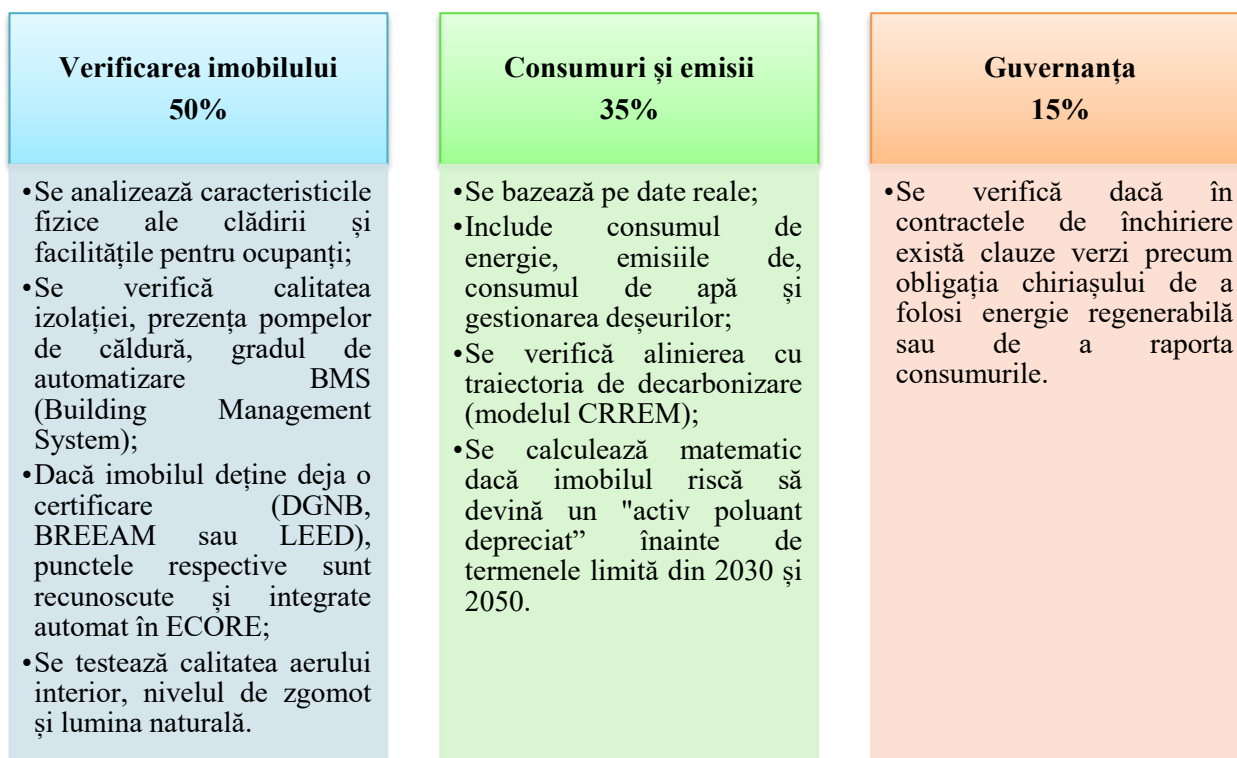 Verificarea imobilului
50%
•Se analizează caracteristicile
fizice ale clădirii și
facilitățile pentru ocupanți;
•Se verifică calitatea
izolației, prezența pompelor
de căldură, gradul de
automatizare BMS
(Building Management
System);
•Dacă imobilul deține deja o
certificare (DGNB,
BREEAM sau LEED),
punctele respective sunt
recunoscute și integrate
automat în ECORE;
•Se testează calitatea aerului
interior, nivelul de zgomot
și lumina naturală.
Consumuri și emisii
35%
•Se bazează pe date reale;
•Include consumul de
energie, emisiile de,
consumul de apă și
gestionarea deșeurilor;
•Se verifică alinierea cu
traiectoria de decarbonizare
(modelul CRREM);
•Se calculează matematic
dacă imobilul riscă să
devină un "activ poluant
depreciat” înainte de
termenele limită din 2030 și
2050.
Guvernanța
15%
•Se verifică dacă în
contractele de închiriere
există clauze verzi precum
obligația chiriașului de a
folosi energie regenerabilă
sau de a raporta
consumurile.